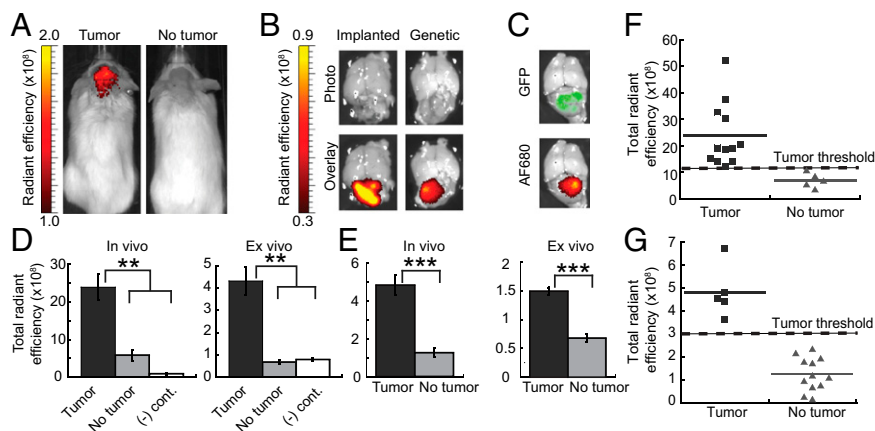 A
Tumor
No tumor
2.0
Radiant efficiency (x10⁸)
1.0
B
Implanted
Genetic
0.9
Radiant efficiency (x10⁸)
0.3
Photo
Overlay
C
GFP
AF680
D
In vivo
Total radiant
efficiency (x10⁸)
30
20
10
0
**
Tumor
No tumor
(-) cont.
Ex vivo
5
4
3
2
1
0
**
Tumor
No tumor
(-) cont.
E
In vivo
6
4
2
0
***
Tumor No tumor
Ex vivo
2
1.5
1
0.5
0
***
Tumor No tumor
F
Total radiant
efficiency (x10⁸)
60
50
40
30
20
10
0
Tumor threshold
Tumor
No tumor
G
Total radiant
efficiency (x10⁸)
7
6
5
4
3
2
1
0
Tumor threshold
Tumor
No tumor